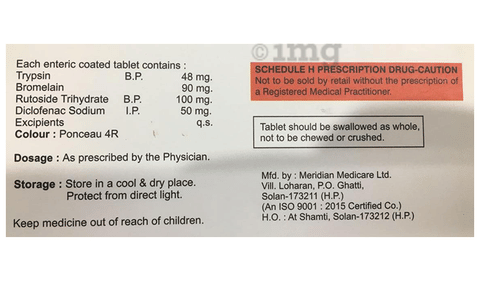 ©img
Each enteric coated tablet contains :
Trypsin B.P. 48 mg.
Bromelain 90 mg.
Rutoside Trihydrate B.P. 100 mg.
Diclofenac Sodium I.P. 50 mg.
Excipients q.s.
Colour : Ponceau 4R
Dosage : As prescribed by the Physician.
Storage : Store in a cool & dry place.
Protect from direct light.
Keep medicine out of reach of children.
SCHEDULE H PRESCRIPTION DRUG-CAUTION
Not to be sold by retail without the prescription of
a Registered Medical Practitioner.
Tablet should be swallowed as whole,
not to be chewed or crushed.
Mfd. by : Meridian Medicare Ltd.
Vill. Loharan, P.O. Ghatti,
Solan-173211 (H.P.)
(An ISO 9001 : 2015 Certified Co.)
H.O. : At Shamti, Solan-173212 (H.P.)